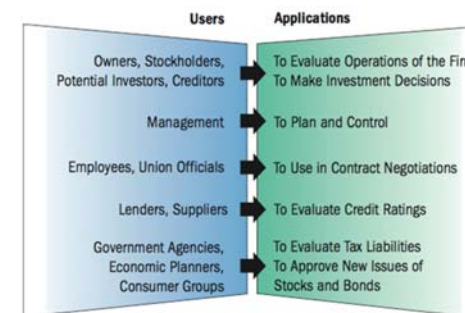 Users Applications
Owners, Stockholders,
Potential Investors, Creditors
To Evaluate Operations of the Fir
To Make Investment Decisions
Management
To Plan and Control
Employees, Union Officials
To Use in Contract Negotiations
Lenders, Suppliers
To Evaluate Credit Ratings
Government Agencies,
Economic Planners,
Consumer Groups
To Evaluate Tax Liabilities
To Approve New Issues of
Stocks and Bonds